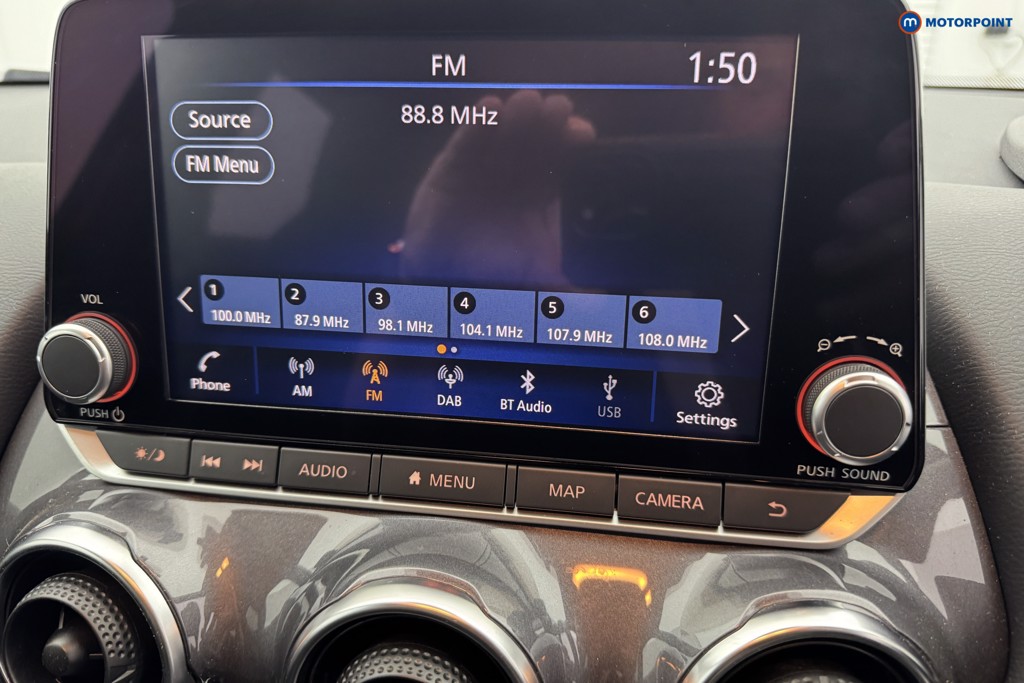 m MOTORPOINT
FM
1:50
Source
88.8 MHz
FM Menu
1 2 3 4 5 6
100.0 MHz 87.9 MHz 98.1 MHz 104.1 MHz 107.9 MHz 108.0 MHz
VOL
Phone AM FM DAB BT Audio USB Settings
PUSH
PUSH SOUND
AUDIO MENU MAP CAMERA